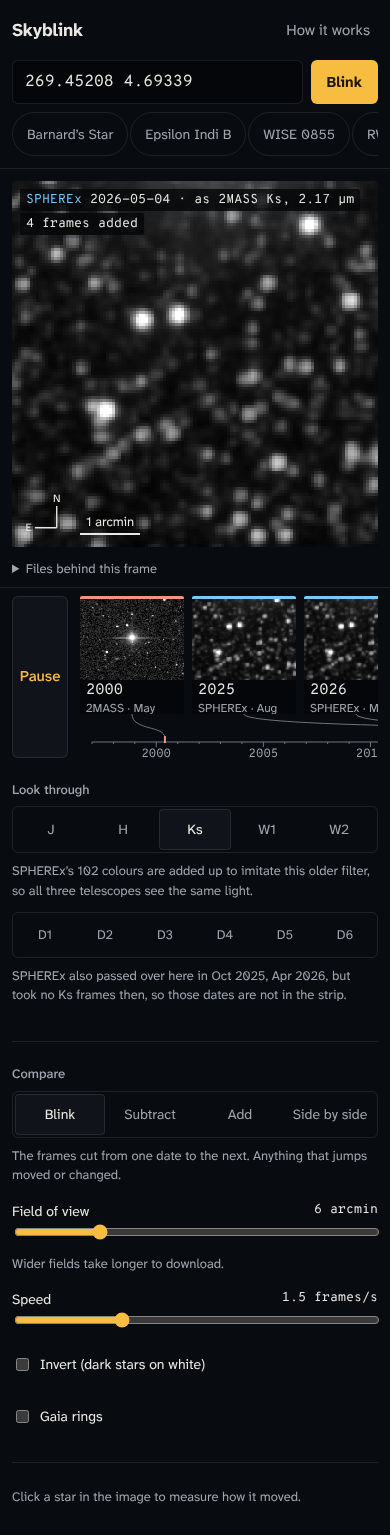 Skyblink
How it works
269.45208 4.69339
Blink
Barnard's Star
Epsilon Indi B
WISE 0855
SPHEREx 2026-05-04 · as 2MASS Ks, 2.17 µm
4 frames added
N
E
1 arcmin
▶ Files behind this frame
Pause
2000
2MASS · May
2025
SPHEREx · Aug
2026
SPHEREx · M
2000
2005
201
Look through
J
H
Ks
W1
W2
SPHEREx's 102 colours are added up to imitate this older filter,
so all three telescopes see the same light.
D1
D2
D3
D4
D5
D6
SPHEREx also passed over here in Oct 2025, Apr 2026, but
took no Ks frames then, so those dates are not in the strip.
Compare
Blink
Subtract
Add
Side by side
The frames cut from one date to the next. Anything that jumps
moved or changed.
Field of view
6 arcmin
Wider fields take longer to download.
Speed
1.5 frames/s
Invert (dark stars on white)
Gaia rings
Click a star in the image to measure how it moved.